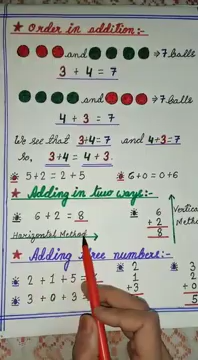 ★ Order in addition:-
and ⇒ 7 balls
3 + 4 = 7
and ⇒ 7 balls
4 + 3 = 7
We see that 3+4=7 and 4+3=7
So, 3+4 = 4+3.
5+2 = 2+5 6+0 = 0+6
★ Adding in two ways:-
6 + 2 = 8
6
+ 2
8
Vertical
Horizontal Method
★ Adding three numbers:-
2 + 1 + 5 =
3 + 0 + 3
2
1
+3
3
2
+ 0